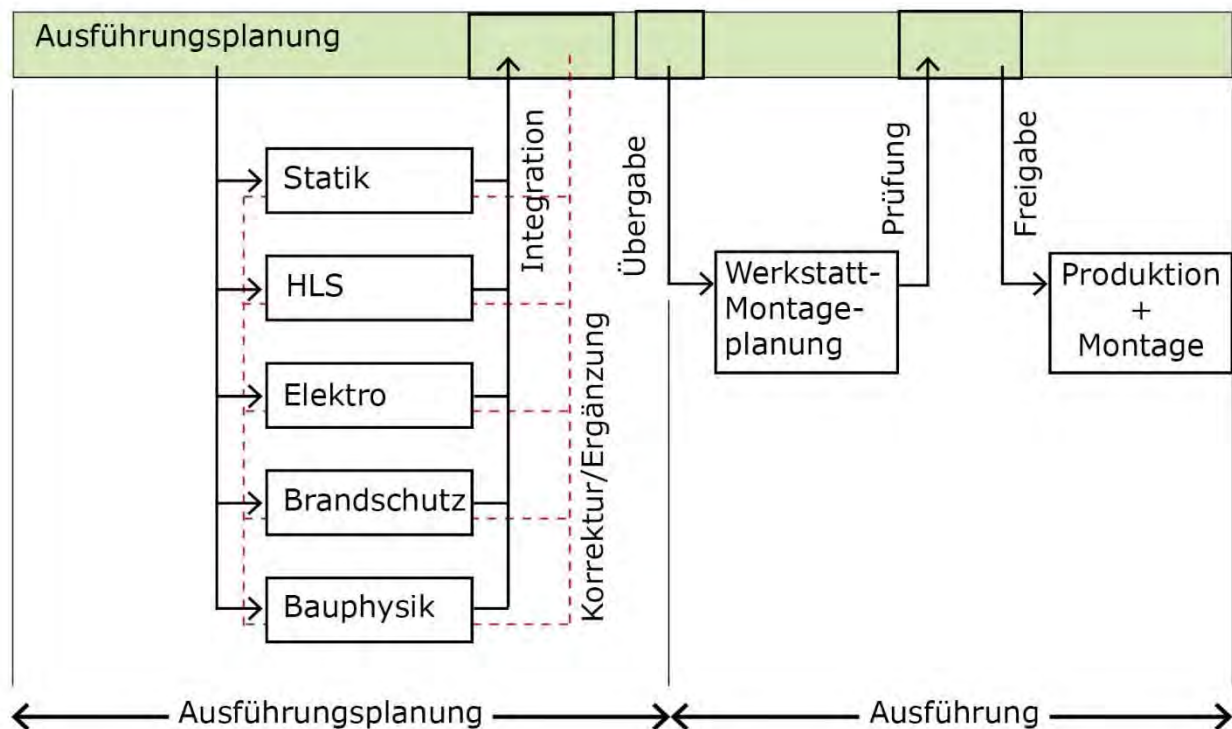 Ausführungsplanung
Statik
HLS
Elektro
Brandschutz
Bauphysik
Integration
Korrektur/Ergänzung
Übergabe
Werkstatt-
Montage-
planung
Prüfung
Freigabe
Produktion
+
Montage
Ausführungsplanung
Ausführung